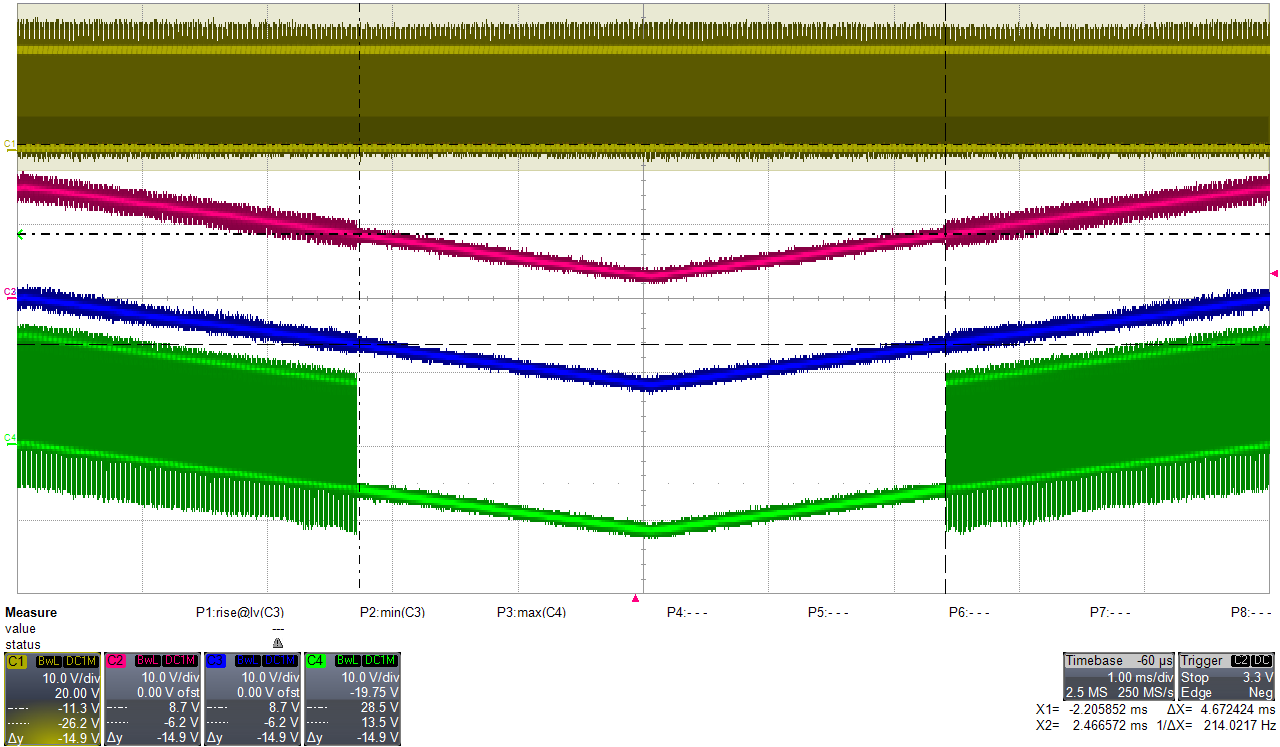 C1
C3
C4
Measure P1:rise@lv(C3) P2:min(C3) P3:max(C4) P4:- - - P5:- - - P6:- - - P7:- - - P8:- - -
value ---
status
C1 BwL DC1M C2 BwL DC1M C3 BwL DC1M C4 BwL DC1M Timebase -60 µs Trigger C2 DC
10.0 V/div 10.0 V/div 10.0 V/div 10.0 V/div 1.00 ms/div Stop 3.3 V
20.00 V 0.00 V ofst 0.00 V ofst -19.75 V 2.5 MS 250 MS/s Edge Neg
-11.3 V 8.7 V 8.7 V 28.5 V X1= -2.205852 ms ΔX= 4.672424 ms
-26.2 V -6.2 V -6.2 V 13.5 V X2= 2.466572 ms 1/ΔX= 214.0217 Hz
Δy -14.9 V Δy -14.9 V Δy -14.9 V Δy -14.9 V